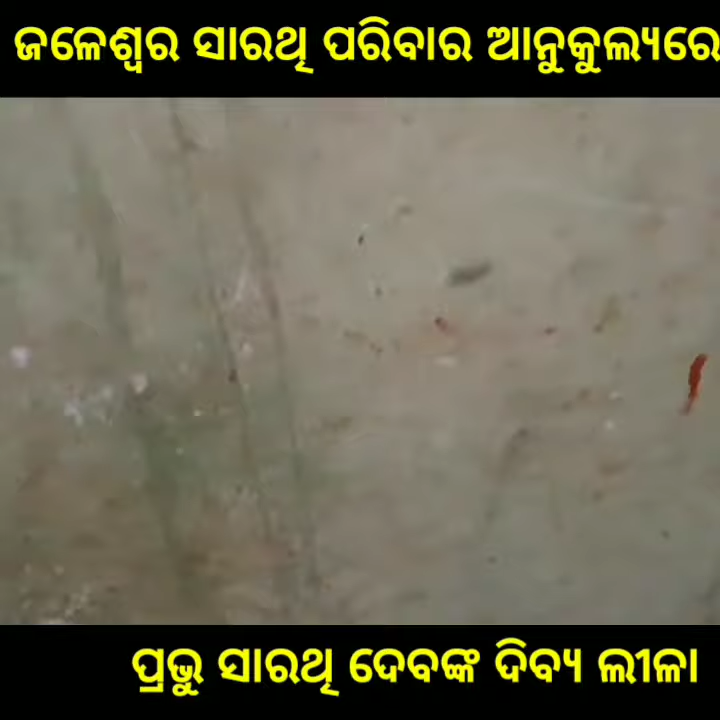 ଜଳେଶ୍ୱର ସାରଥି ପରିବାର ଆନୁକୁଲ୍ୟରେ
ପ୍ରଭୁ ସାରଥି ଦେବଙ୍କ ଦିବ୍ୟ ଲୀଳା